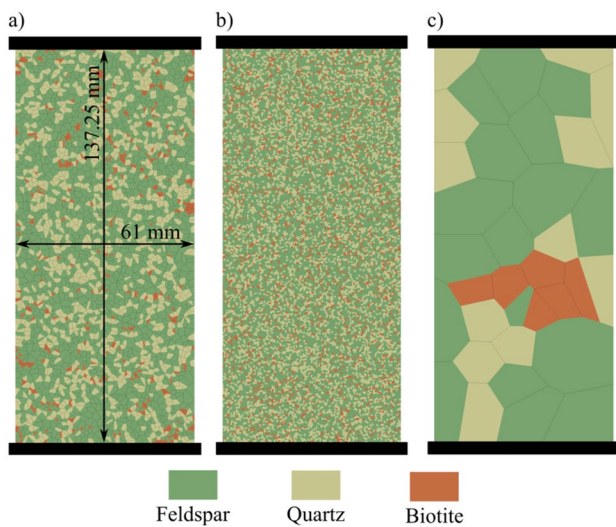 a)
b)
c)
137.25 mm
61 mm
Feldspar
Quartz
Biotite